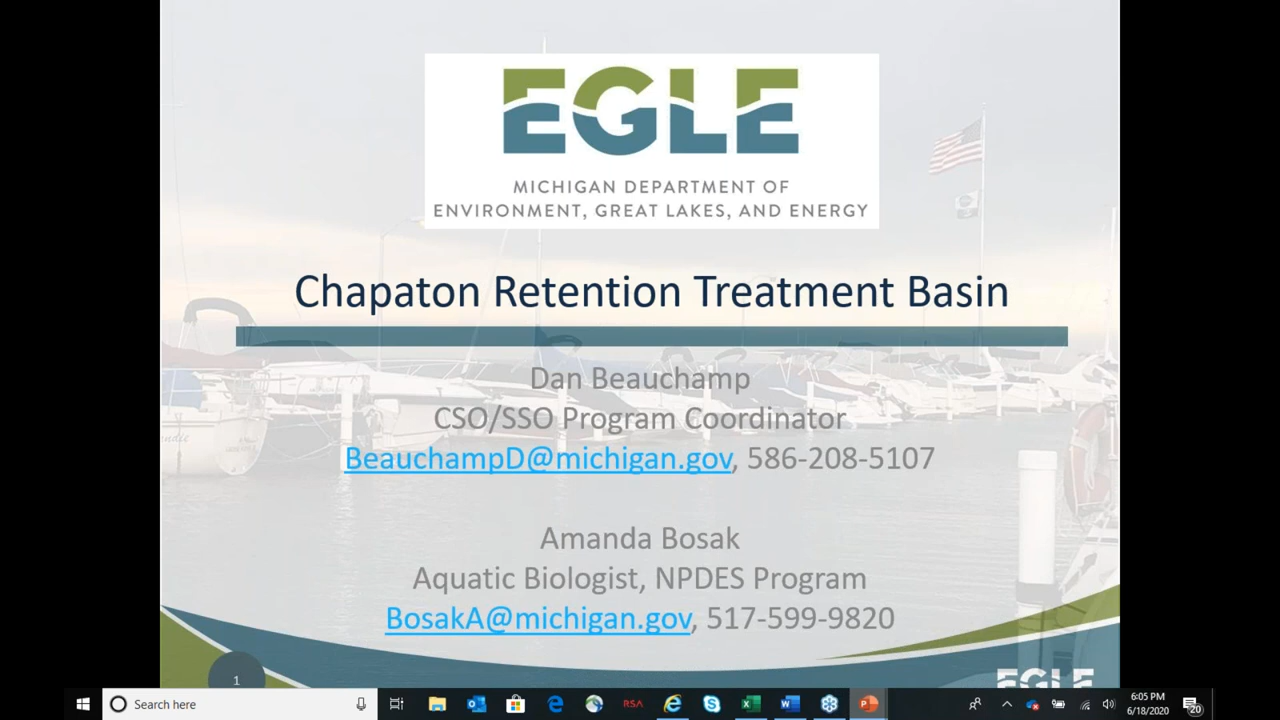 EGLE
MICHIGAN DEPARTMENT OF
ENVIRONMENT, GREAT LAKES, AND ENERGY
Chapaton Retention Treatment Basin
Dan Beauchamp
CSO/SSO Program Coordinator
BeauchampD@michigan.gov, 586-208-5107
Amanda Bosak
Aquatic Biologist, NPDES Program
BosakA@michigan.gov, 517-599-9820
1
EGLE
Search here
RSA
6:05 PM
6/18/2020
20